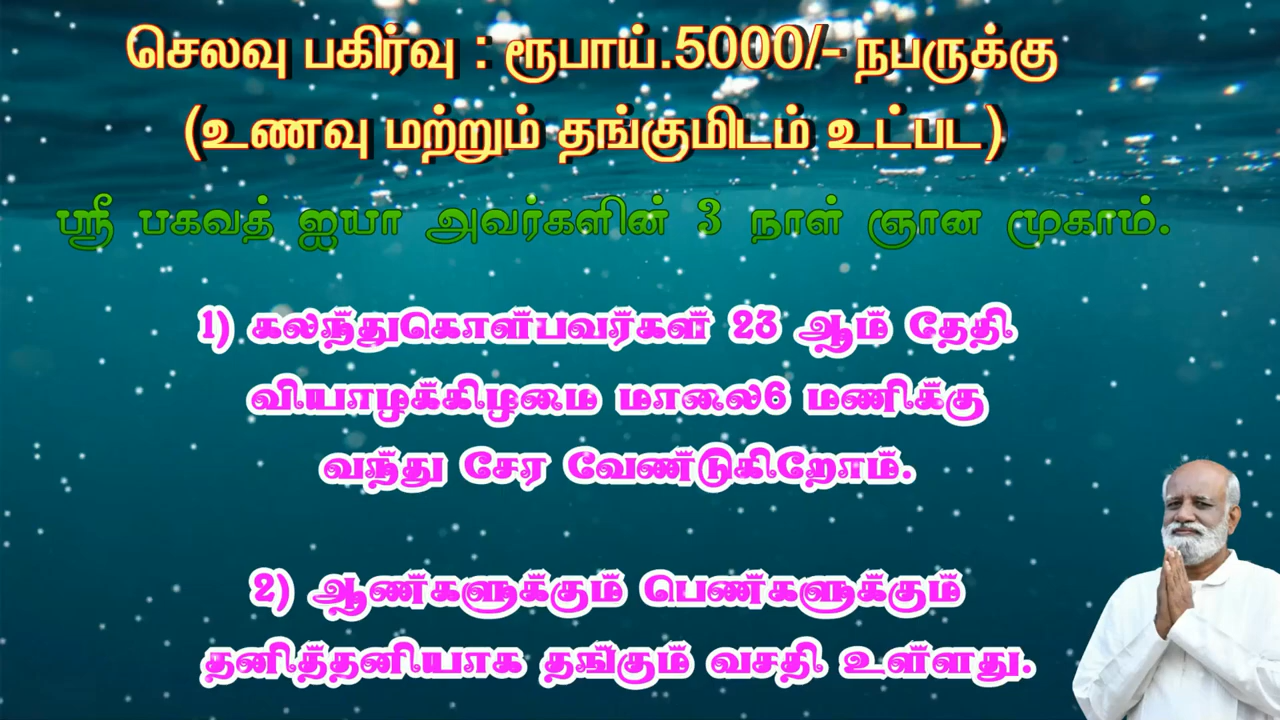 செலவு பகிர்வு : ரூபாய்.5000/- நபருக்கு
(உணவு மற்றும் தங்குமிடம் உட்பட)
ஸ்ரீ பகவத் ஐயா அவர்களின் 3 நாள் ஞான முகாம்.
1) கலந்துகொள்பவர்கள் 23 ஆம் தேதி
வியாழக்கிழமை மாலை6 மணிக்கு
வந்து சேர வேண்டுகிறோம்.
2) ஆண்களுக்கும் பெண்களுக்கும்
தனித்தனியாக தங்கும் வசதி உள்ளது.